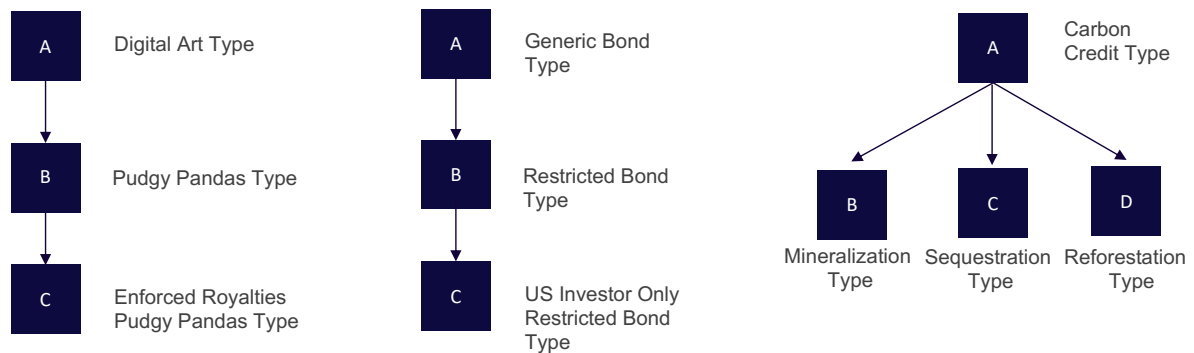 A
Digital Art Type
B
Pudgy Pandas Type
C
Enforced Royalties
Pudgy Pandas Type
A
Generic Bond
Type
B
Restricted Bond
Type
C
US Investor Only
Restricted Bond
Type
A
Carbon
Credit Type
B
Mineralization
Type
C
Sequestration
Type
D
Reforestation
Type